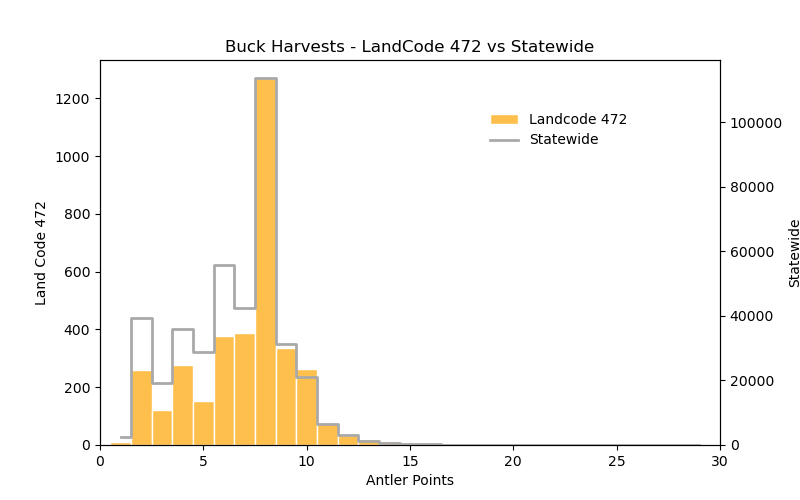 Buck Harvests - LandCode 472 vs Statewide
Land Code 472
0
200
400
600
800
1000
1200
Landcode 472
Statewide
0
20000
40000
60000
80000
100000
Statewide
0 5 10 15 20 25 30
Antler Points